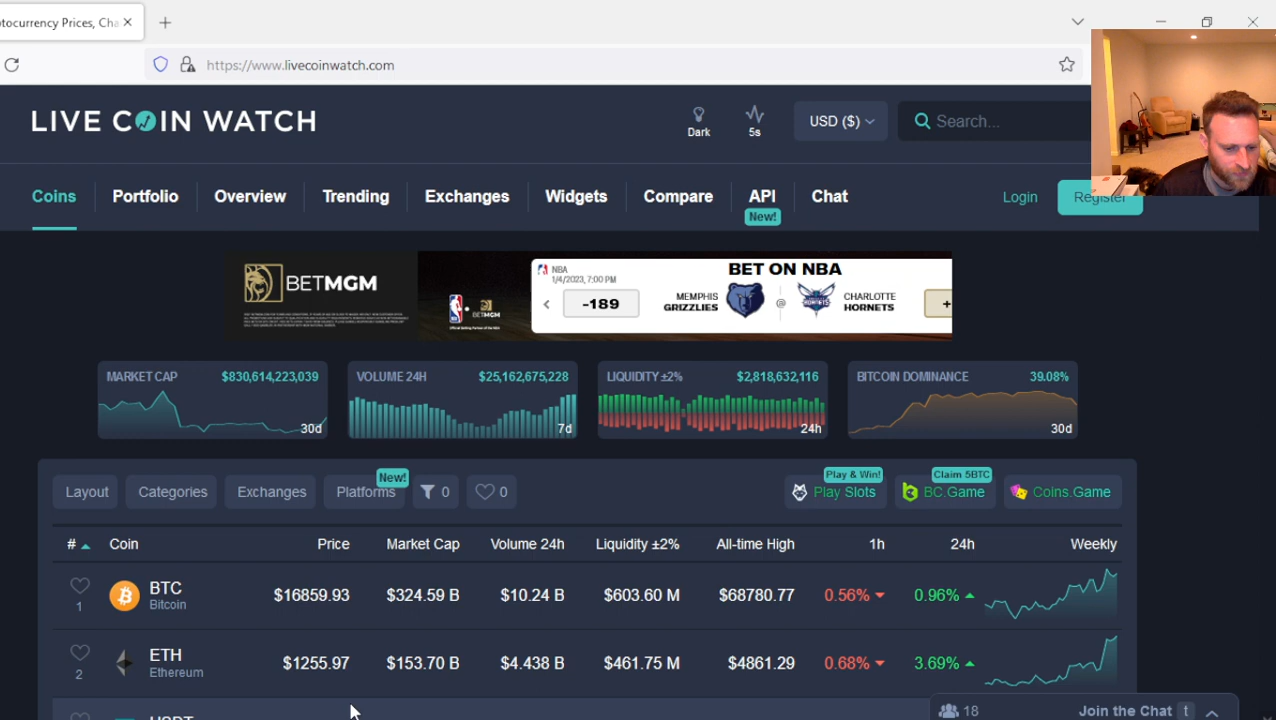 tocurrency Prices, Cha
https://www.livecoinwatch.com
LIVE COIN WATCH
Dark
5s
USD ($)
Search...
Coins
Portfolio
Overview
Trending
Exchanges
Widgets
Compare
API
New!
Chat
Login
Register
BETMGM
NBA
1/4/2023, 7:00 PM
BET ON NBA
-189
MEMPHIS
GRIZZLIES
@
CHARLOTTE
HORNETS
+
MARKET CAP $830,614,223,039
30d
VOLUME 24H $25,162,675,228
7d
LIQUIDITY ±2% $2,818,632,116
24h
BITCOIN DOMINANCE 39.08%
30d
Layout
Categories
Exchanges
Platforms
New!
0
0
Play & Win!
Play Slots
Claim 5BTC
BC.Game
Coins.Game
# Coin Price Market Cap Volume 24h Liquidity ±2% All-time High 1h 24h Weekly
1 BTC Bitcoin $16859.93 $324.59 B $10.24 B $603.60 M $68780.77 0.56% 0.96%
2 ETH Ethereum $1255.97 $153.70 B $4.438 B $461.75 M $4861.29 0.68% 3.69%
USDT
18 Join the Chat t